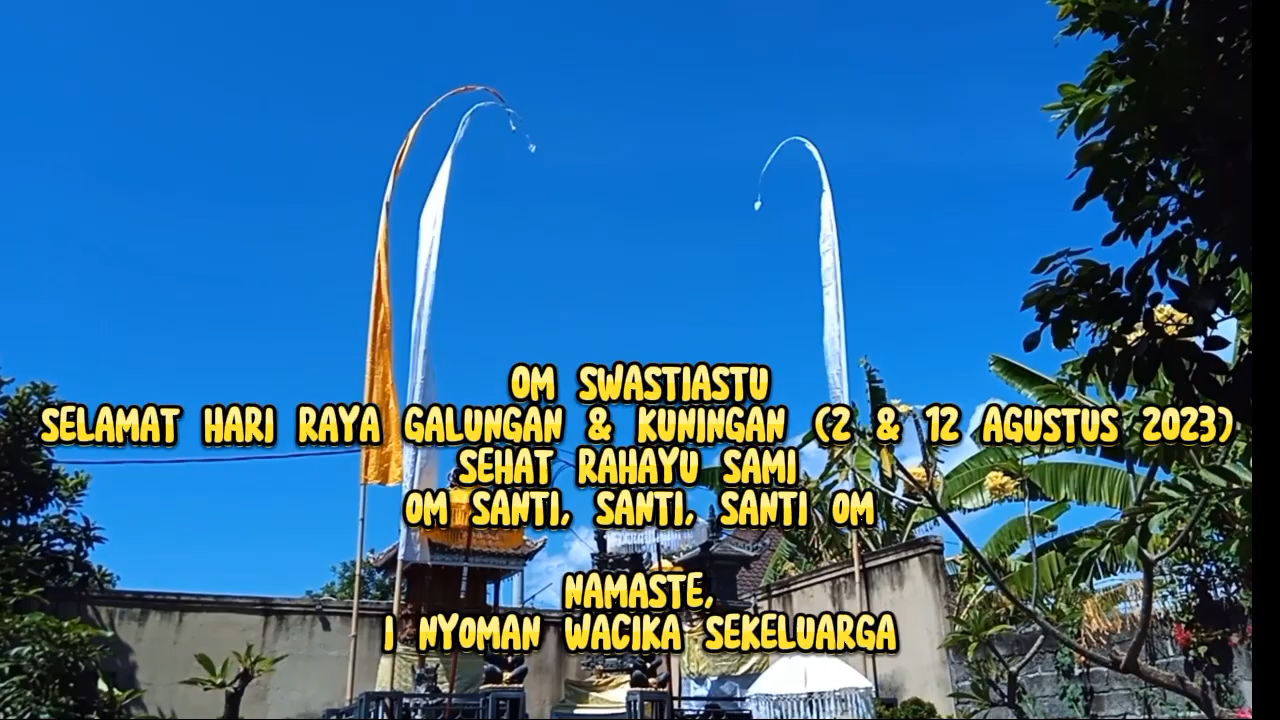 OM SWASTIASTU
SELAMAT HARI RAYA GALUNGAN & KUNINGAN (2 & 12 AGUSTUS 2023)
SEHAT RAHAYU SAMI
OM SANTI, SANTI, SANTI OM
NAMASTE,
I NYOMAN WACIKA SEKELUARGA